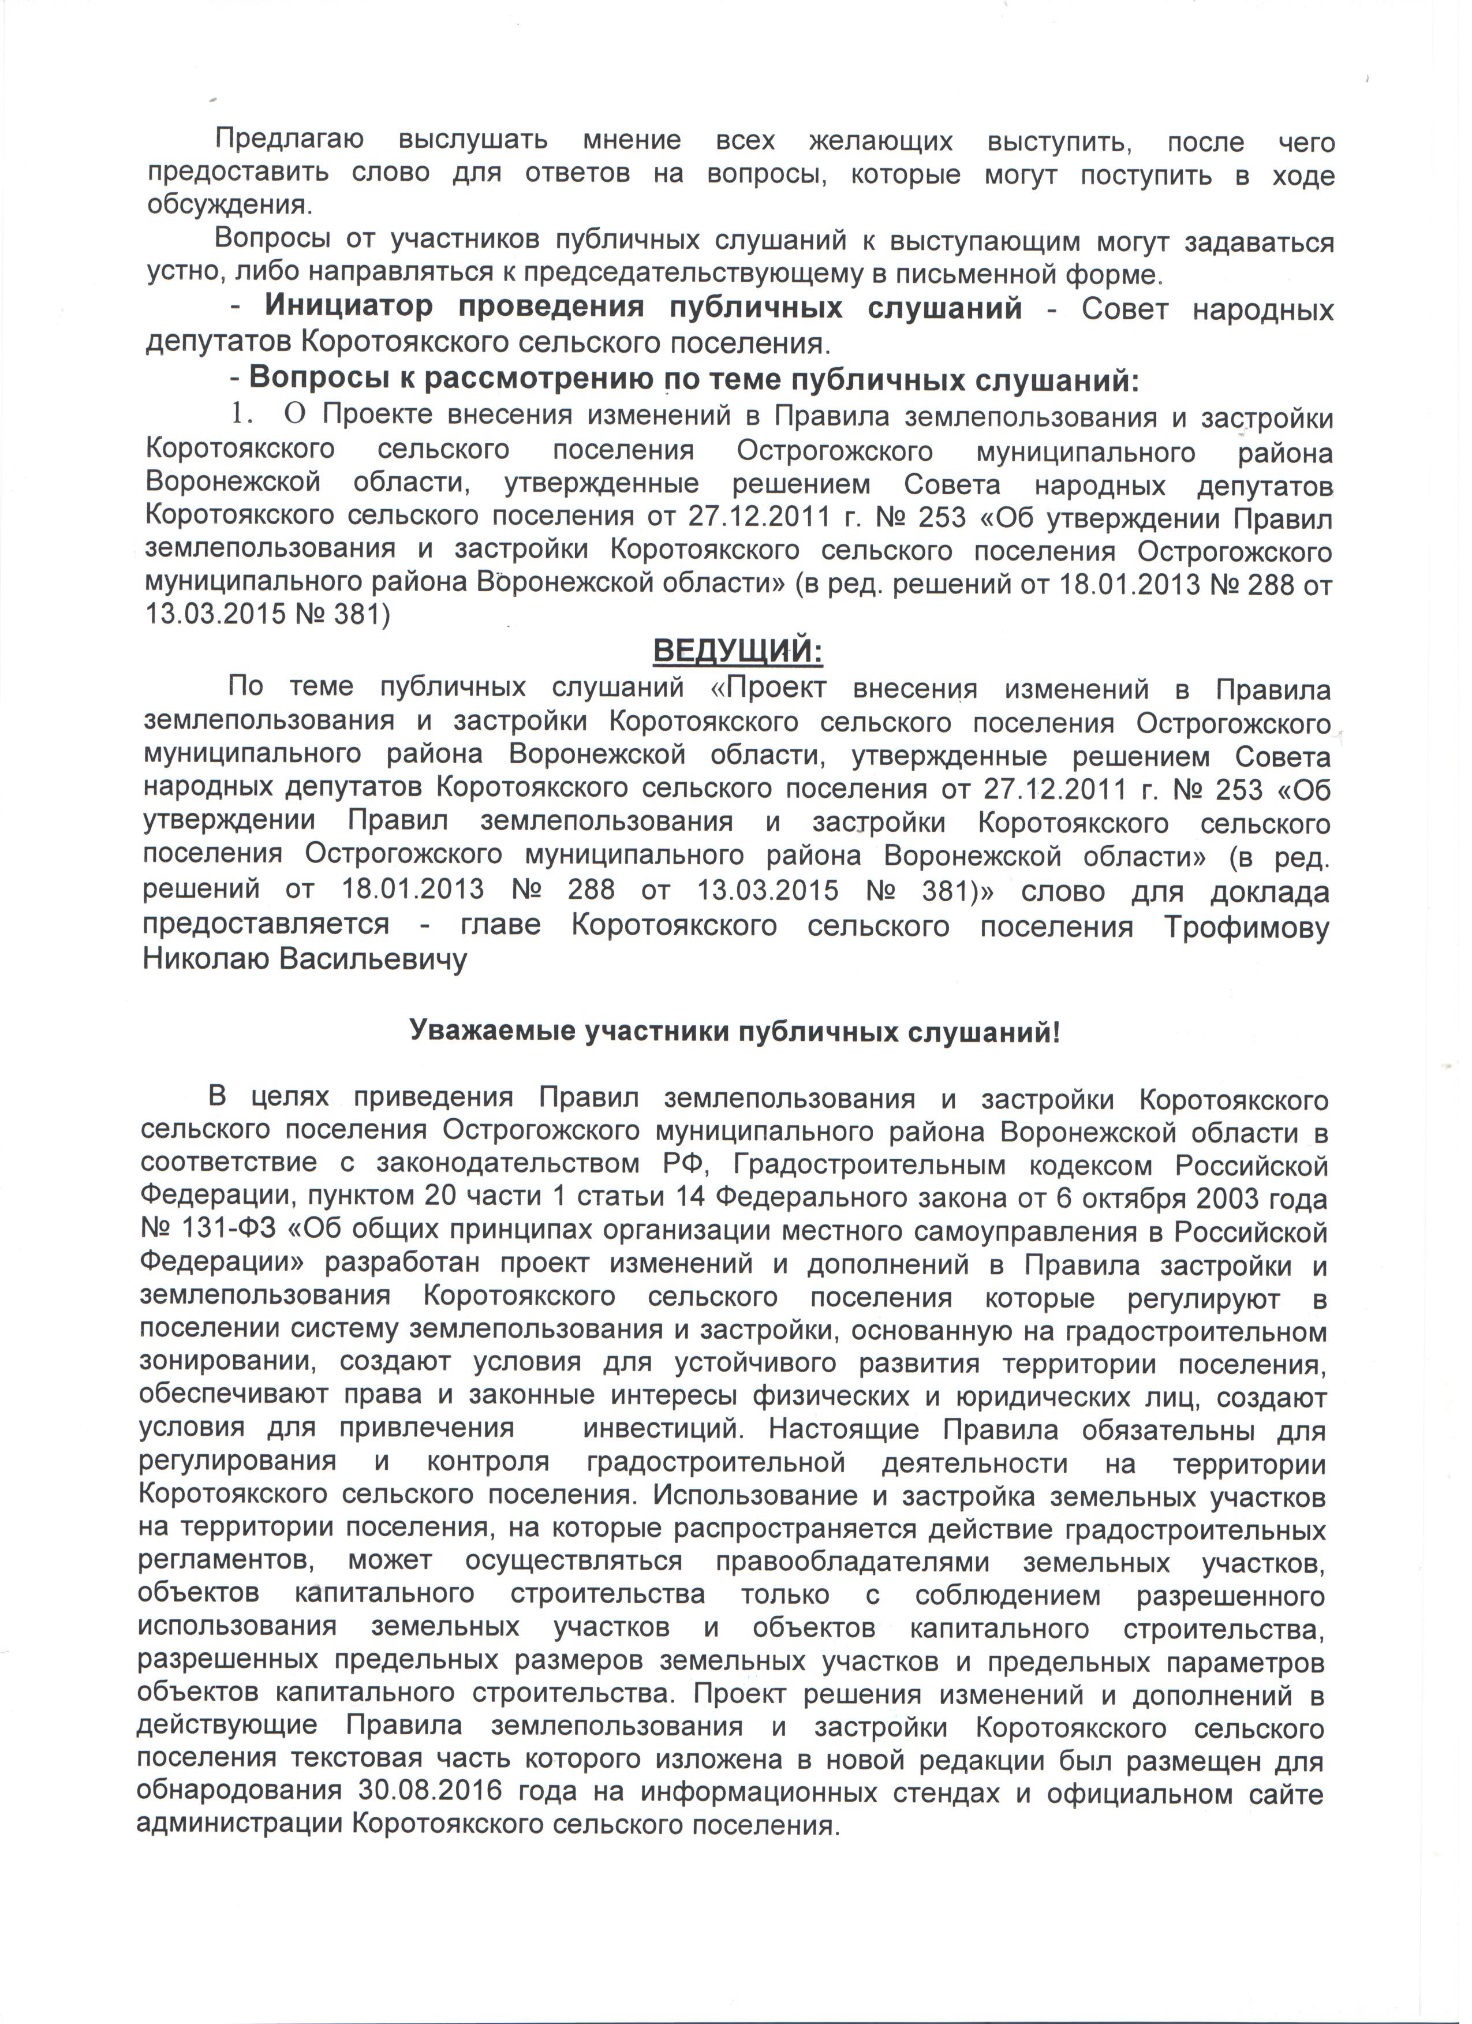 Предлагаю выслушать мнение всех желающих выступить, после чего
предоставить слово для ответов на вопросы, которые могут поступить в ходе
обсуждения.
Вопросы от участников публичных слушаний к выступающим могут задаваться
устно, либо направляться к председательствующему в письменной форме.
- Инициатор проведения публичных слушаний - Совет народных
депутатов Коротоякского сельского поселения.
- Вопросы к рассмотрению по теме публичных слушаний:
1. О Проекте внесения изменений в Правила землепользования и застройки
Коротоякского сельского поселения Острогожского муниципального района
Воронежской области, утвержденные решением Совета народных депутатов
Коротоякского сельского поселения от 27.12.2011 г. № 253 «Об утверждении Правил
землепользования и застройки Коротоякского сельского поселения Острогожского
муниципального района Воронежской области» (в ред. решений от 18.01.2013 № 288 от
13.03.2015 № 381)
ВЕДУЩИЙ:
По теме публичных слушаний «Проект внесения изменений в Правила
землепользования и застройки Коротоякского сельского поселения Острогожского
муниципального района Воронежской области, утвержденные решением Совета
народных депутатов Коротоякского сельского поселения от 27.12.2011 г. № 253 «Об
утверждении Правил землепользования и застройки Коротоякского сельского
поселения Острогожского муниципального района Воронежской области» (в ред.
решений от 18.01.2013 № 288 от 13.03.2015 № 381)» слово для доклада
предоставляется - главе Коротоякского сельского поселения Трофимову
Николаю Васильевичу
Уважаемые участники публичных слушаний!
В целях приведения Правил землепользования и застройки Коротоякского
сельского поселения Острогожского муниципального района Воронежской области в
соответствие с законодательством РФ, Градостроительным кодексом Российской
Федерации, пунктом 20 части 1 статьи 14 Федерального закона от 6 октября 2003 года
№ 131-ФЗ «Об общих принципах организации местного самоуправления в Российской
Федерации» разработан проект изменений и дополнений в Правила застройки и
землепользования Коротоякского сельского поселения которые регулируют в
поселении систему землепользования и застройки, основанную на градостроительном
зонировании, создают условия для устойчивого развития территории поселения,
обеспечивают права и законные интересы физических и юридических лиц, создают
условия для привлечения инвестиций. Настоящие Правила обязательны для
регулирования и контроля градостроительной деятельности на территории
Коротоякского сельского поселения. Использование и застройка земельных участков
на территории поселения, на которые распространяется действие градостроительных
регламентов, может осуществляться правообладателями земельных участков,
объектов капитального строительства только с соблюдением разрешенного
использования земельных участков и объектов капитального строительства,
разрешенных предельных размеров земельных участков и предельных параметров
объектов капитального строительства. Проект решения изменений и дополнений в
действующие Правила землепользования и застройки Коротоякского сельского
поселения текстовая часть которого изложена в новой редакции был размещен для
обнародования 30.08.2016 года на информационных стендах и официальном сайте
администрации Коротоякского сельского поселения.